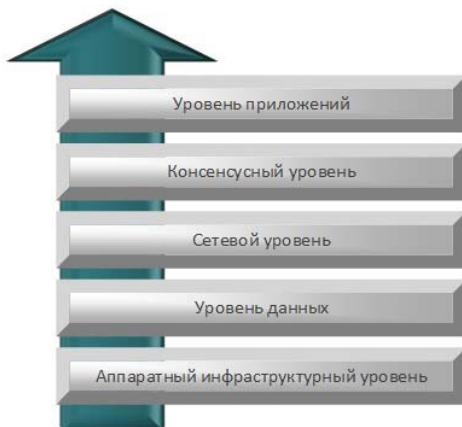 Уровень приложений
Консенсусный уровень
Сетевой уровень
Уровень данных
Аппаратный инфраструктурный уровень